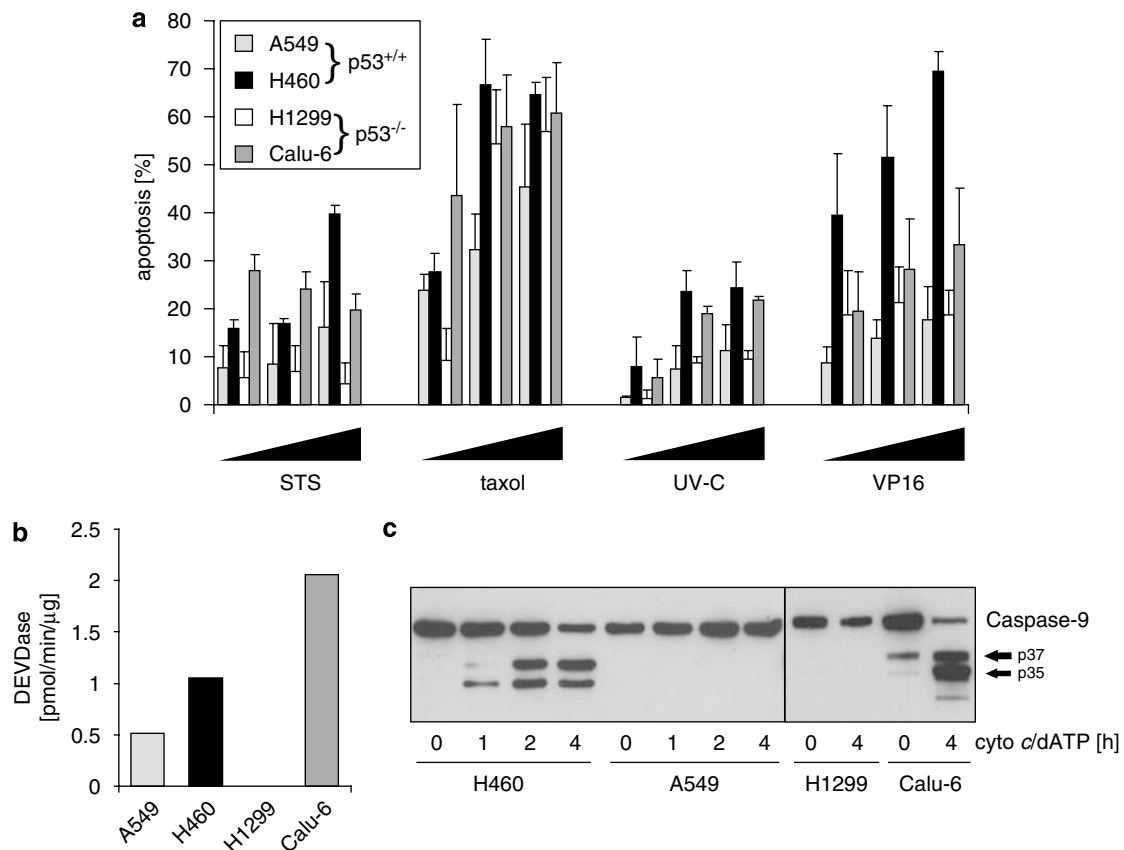 a
80
70
60
50
40
30
20
10
0
apoptosis [%]
A549
H460
p53+/+
H1299
Calu-6
p53-/-
STS taxol UV-C VP16
b
2.5
2
1.5
1
0.5
0
DEVDase
[pmol/min/µg]
A549 H460 H1299 Calu-6
c
Caspase-9
p37
p35
0 1 2 4 0 1 2 4 0 4 0 4 cyto c/dATP [h]
H460 A549 H1299 Calu-6